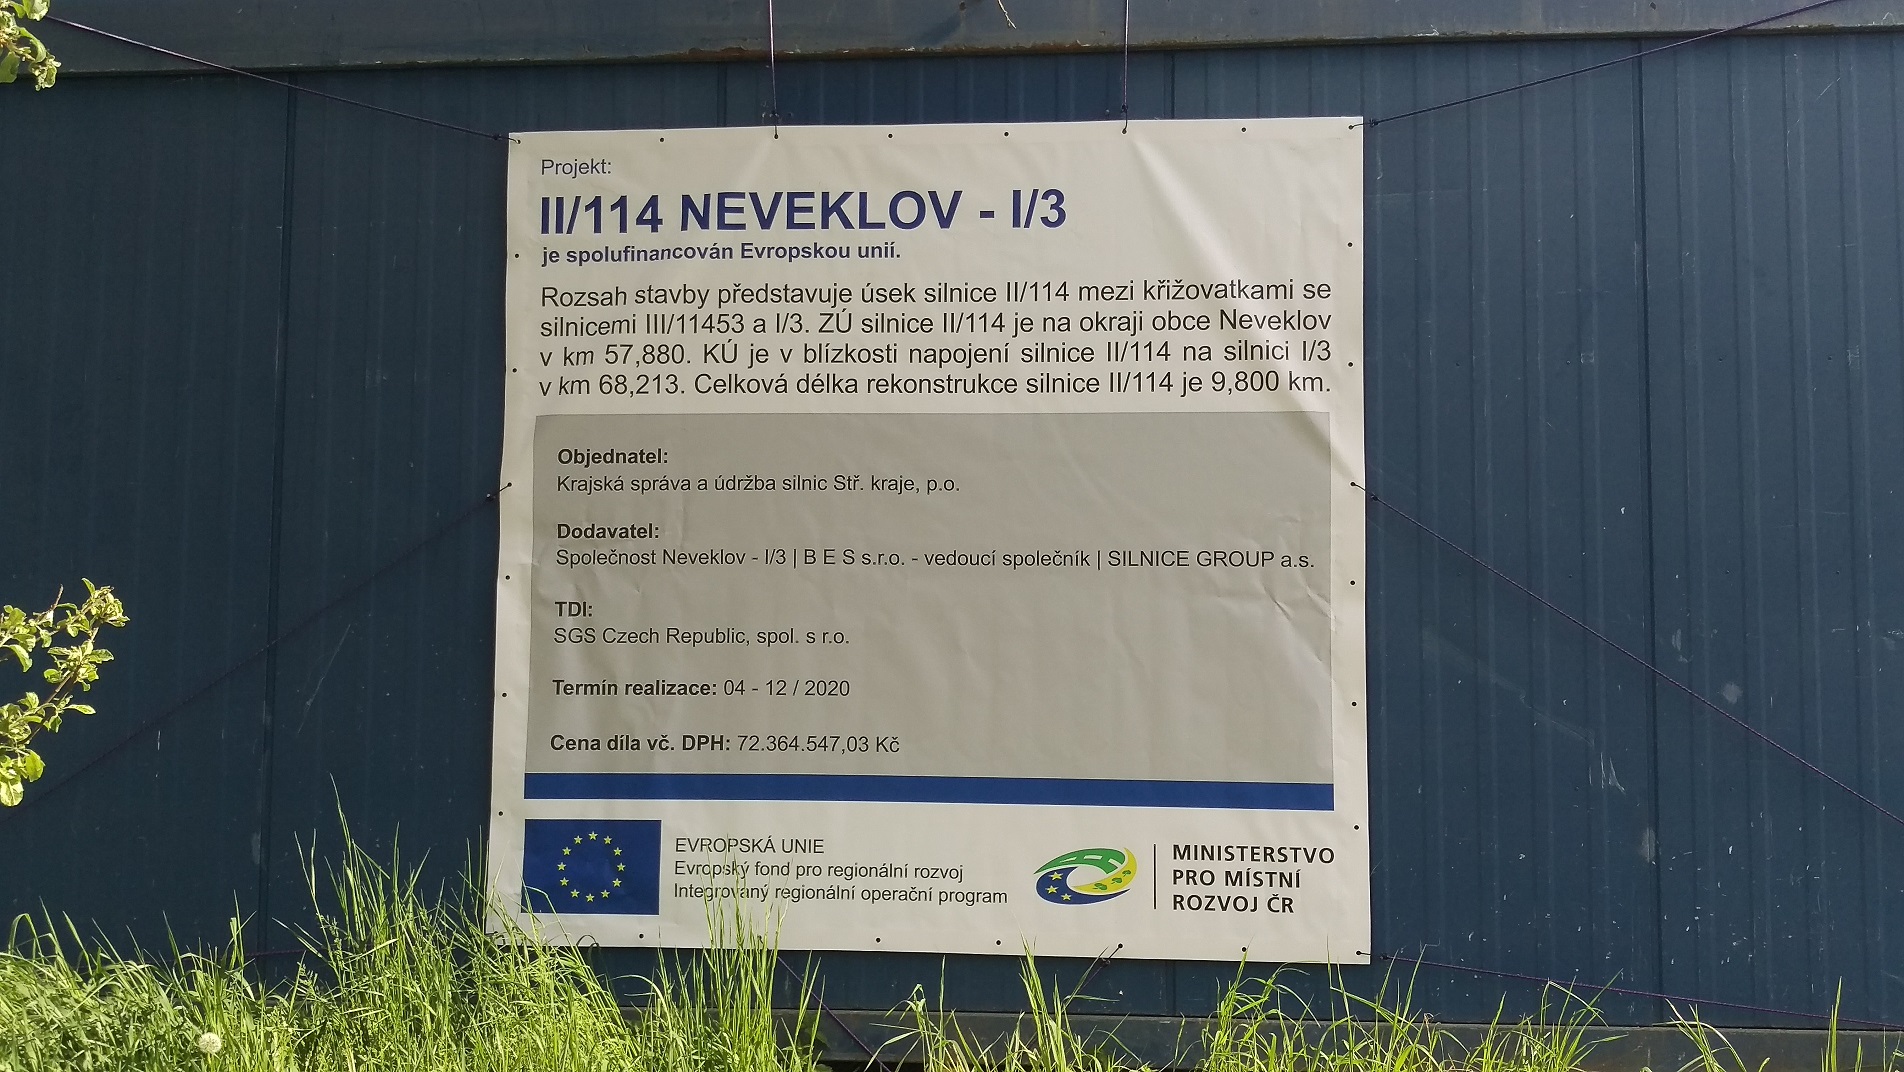 Projekt:
II/114 NEVEKLOV - I/3
je spolufinancován Evropskou unií.
Rozsah stavby představuje úsek silnice II/114 mezi křižovatkami se
silnicemi III/11453 a I/3. ZÚ silnice II/114 je na okraji obce Neveklov
v km 57,880. KÚ je v blízkosti napojení silnice II/114 na silnici I/3
v km 68,213. Celková délka rekonstrukce silnice II/114 je 9,800 km.
Objednatel:
Krajská správa a údržba silnic Stř. kraje, p.o.
Dodavatel:
Společnost Neveklov - I/3 | B E S s.r.o. - vedoucí společník | SILNICE GROUP a.s.
TDI:
SGS Czech Republic, spol. s r.o.
Termín realizace: 04 - 12 / 2020
Cena díla vč. DPH: 72.364.547,03 Kč
EVROPSKÁ UNIE
Evropský fond pro regionální rozvoj
Integrovaný regionální operační program
MINISTERSTVO
PRO MÍSTNÍ
ROZVOJ ČR